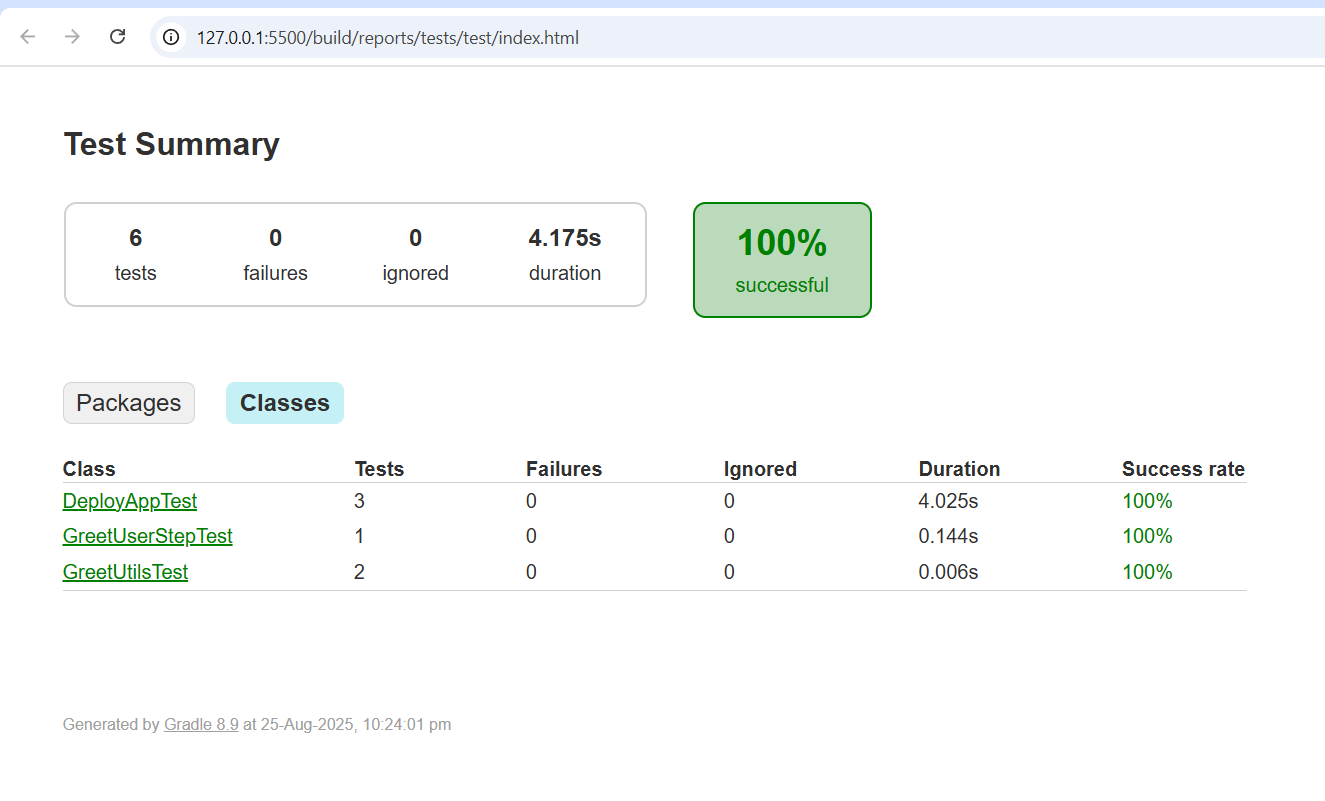 127.0.0.1:5500/build/reports/tests/test/index.html
Test Summary
6 0 0 4.175s
tests failures ignored duration
100%
successful
Packages Classes
Class Tests Failures Ignored Duration Success rate
DeployAppTest 3 0 0 4.025s 100%
GreetUserStepTest 1 0 0 0.144s 100%
GreetUtilsTest 2 0 0 0.006s 100%
Generated by Gradle 8.9 at 25-Aug-2025, 10:24:01 pm